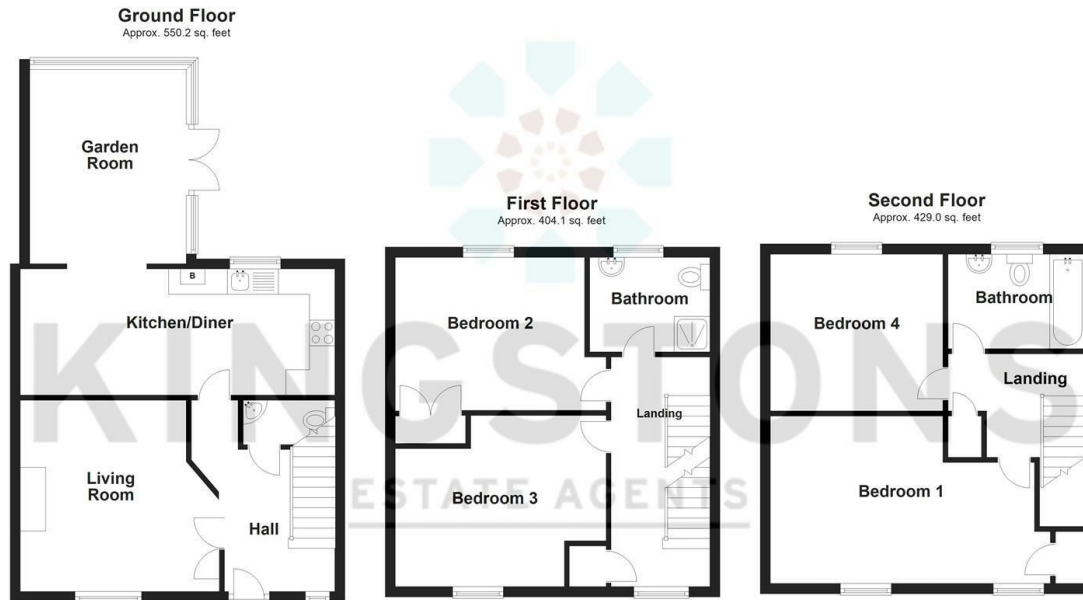 Ground Floor
Approx. 550.2 sq. feet
Garden
Room
B
Kitchen/Diner
Living
Room
Hall
First Floor
Approx. 404.1 sq. feet
Bedroom 2
Bathroom
Landing
Bedroom 3
Second Floor
Approx. 429.0 sq. feet
Bedroom 4
Bathroom
Landing
Bedroom 1
KINGSTONS
ESTATE AGENTS